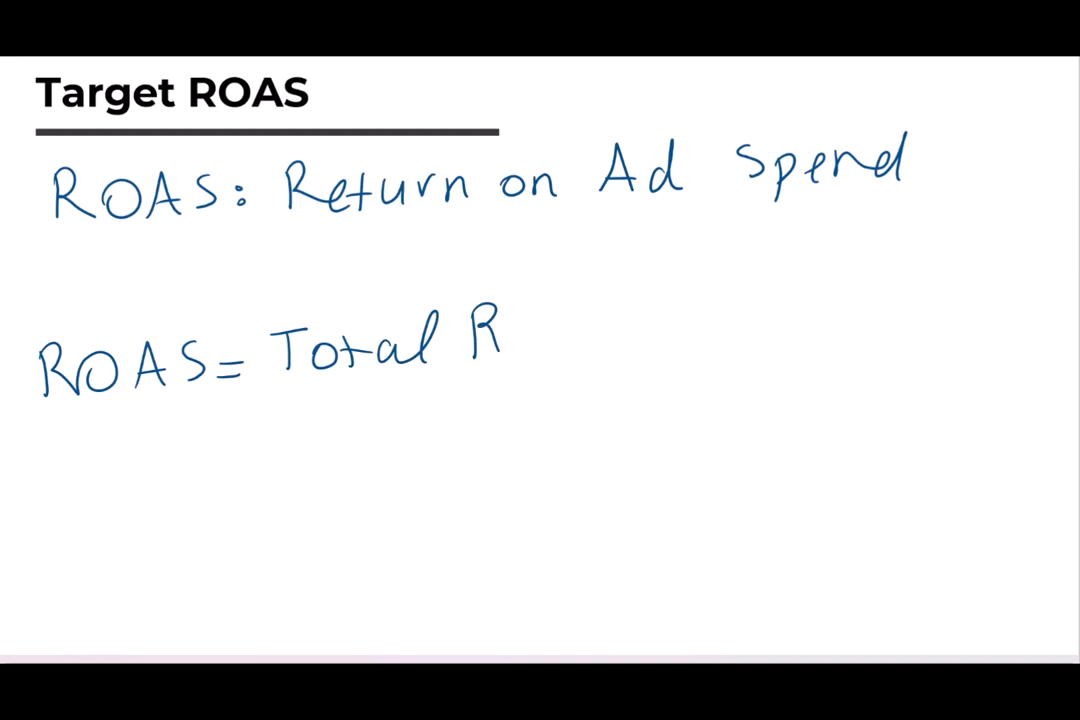 Target ROAS
ROAS: Return on Ad Spend
ROAS= Total R